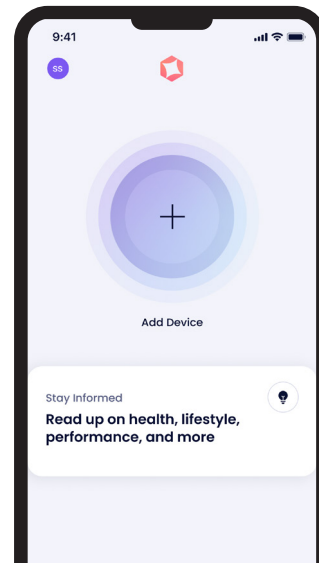 9:41
SS
Add Device
Stay Informed
Read up on health, lifestyle,
performance, and more